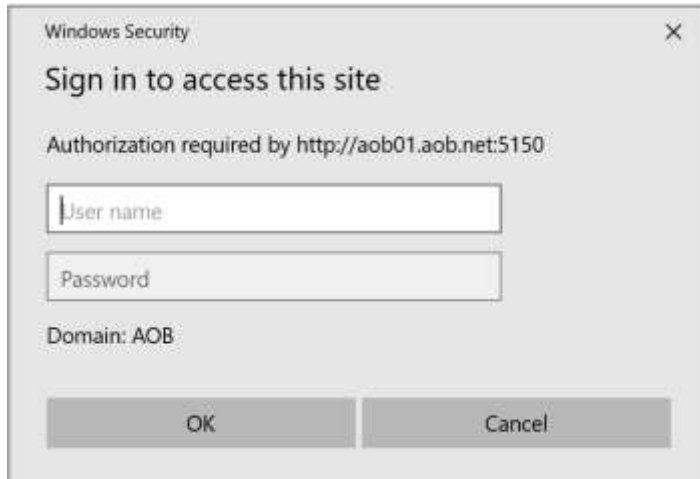 Windows Security
Sign in to access this site
Authorization required by http://aob01.aob.net:5150
User name
Password
Domain: AOB
OK Cancel